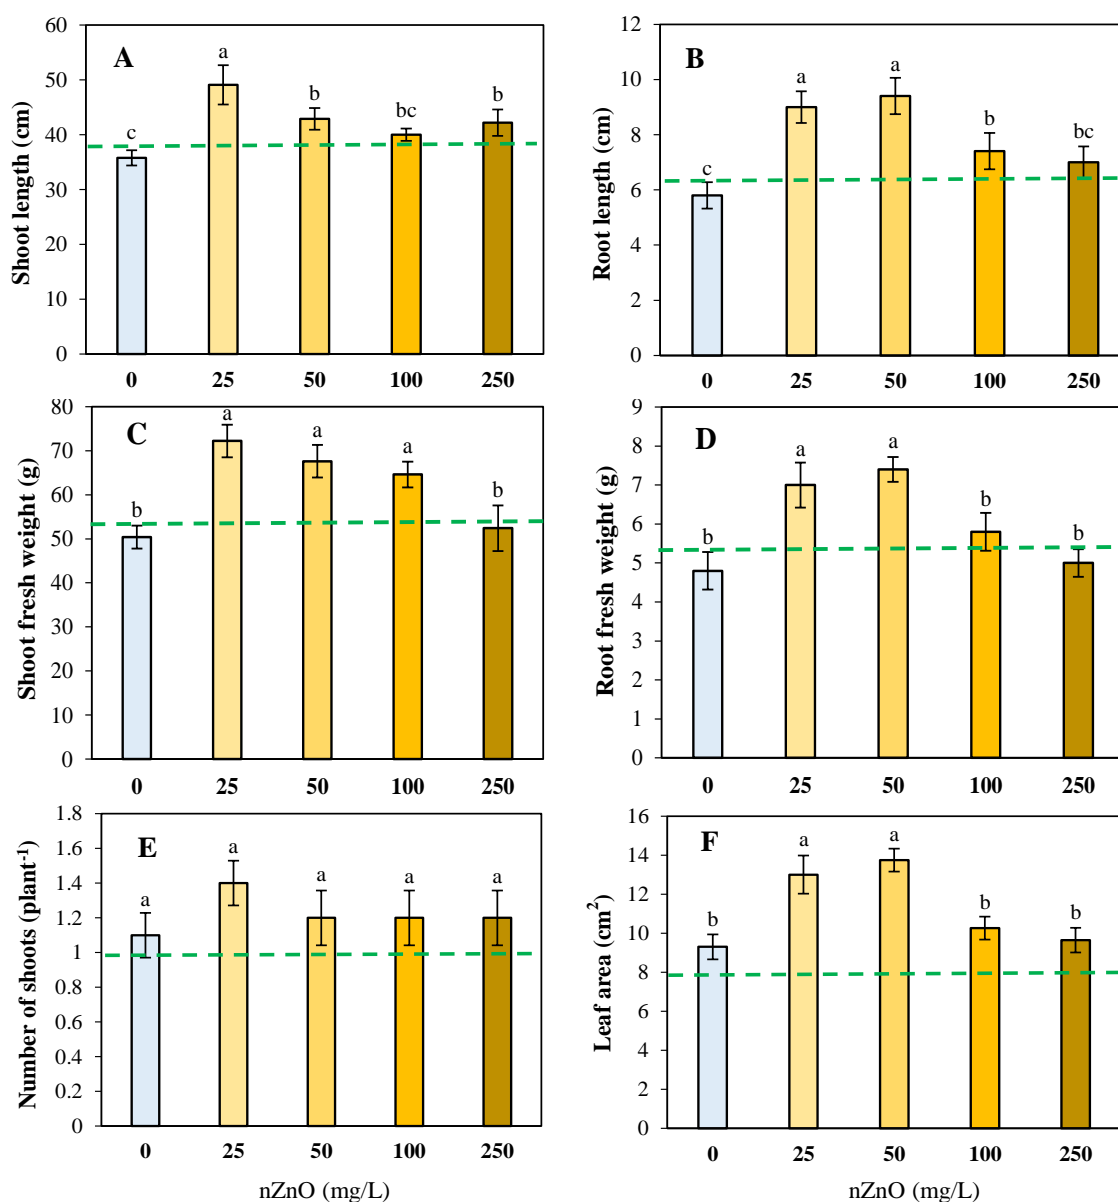 A
Shoot length (cm)
60
50
40
30
20
10
0
c
a
b
bc
b
0 25 50 100 250
B
Root length (cm)
12
10
8
6
4
2
0
c
a
a
b
bc
0 25 50 100 250
C
Shoot fresh weight (g)
80
70
60
50
40
30
20
10
0
b
a
a
a
b
0 25 50 100 250
D
Root fresh weight (g)
9
8
7
6
5
4
3
2
1
0
b
a
a
b
b
0 25 50 100 250
E
Number of shoots (plant⁻¹)
1.8
1.6
1.4
1.2
1
0.8
0.6
0.4
0.2
0
a
a
a
a
a
0 25 50 100 250
nZnO (mg/L)
F
Leaf area (cm²)
16
14
12
10
8
6
4
2
0
b
a
a
b
b
0 25 50 100 250
nZnO (mg/L)